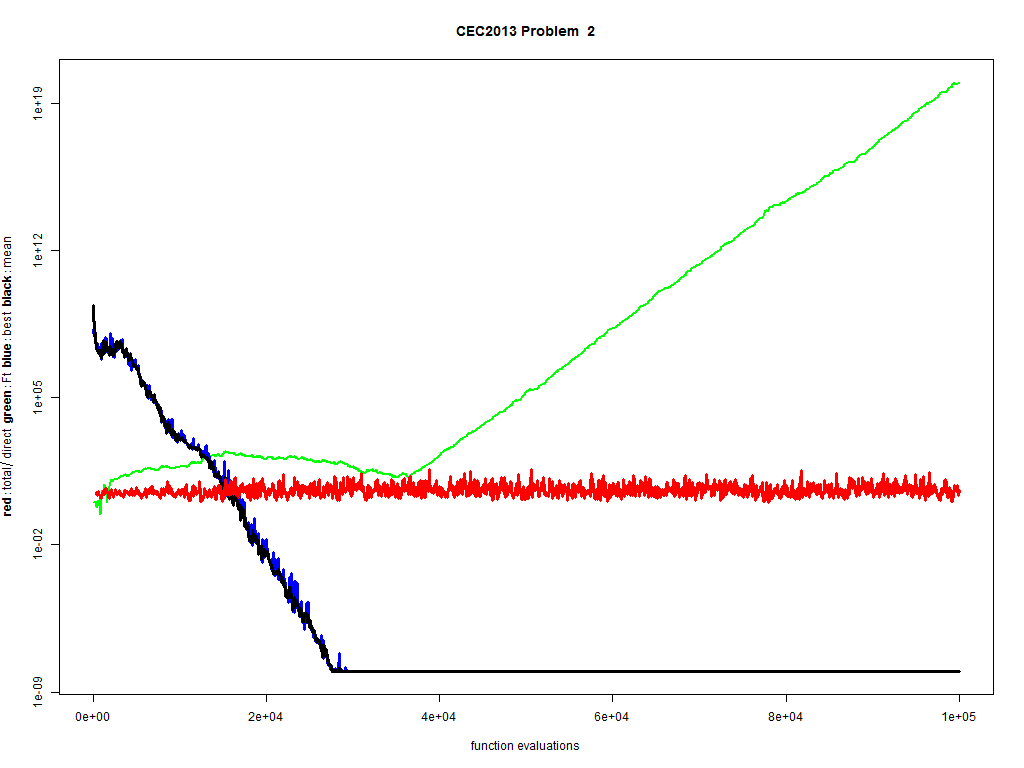 CEC2013 Problem  2
red : total/ direct green : Ft blue : best black : mean
1e+19
1e+12
1e+05
1e-02
1e-09
0e+00 2e+04 4e+04 6e+04 8e+04 1e+05
function evaluations